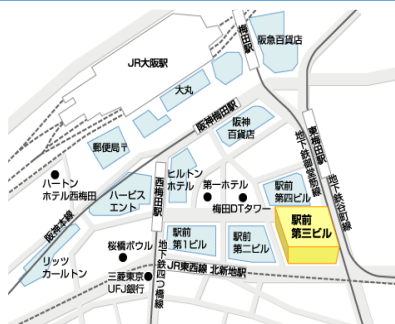 梅田駅
阪急百貨店
JR大阪駅
大丸
阪神梅田駅
阪神
百貨店
地下鉄御堂筋線
東梅田駅
地下鉄谷町線
郵便局〒
ハートン
ホテル西梅田
ハービス
エント
西梅田駅
ヒルトン
ホテル
第一ホテル
梅田DTタワー
駅前
第四ビル
駅前
第三ビル
阪神本線
リッツ
カールトン
桜橋ボウル
三菱東京
UFJ銀行
地下鉄四つ橋線
駅前
第1ビル
駅前
第二ビル
JR東西線 北新地駅